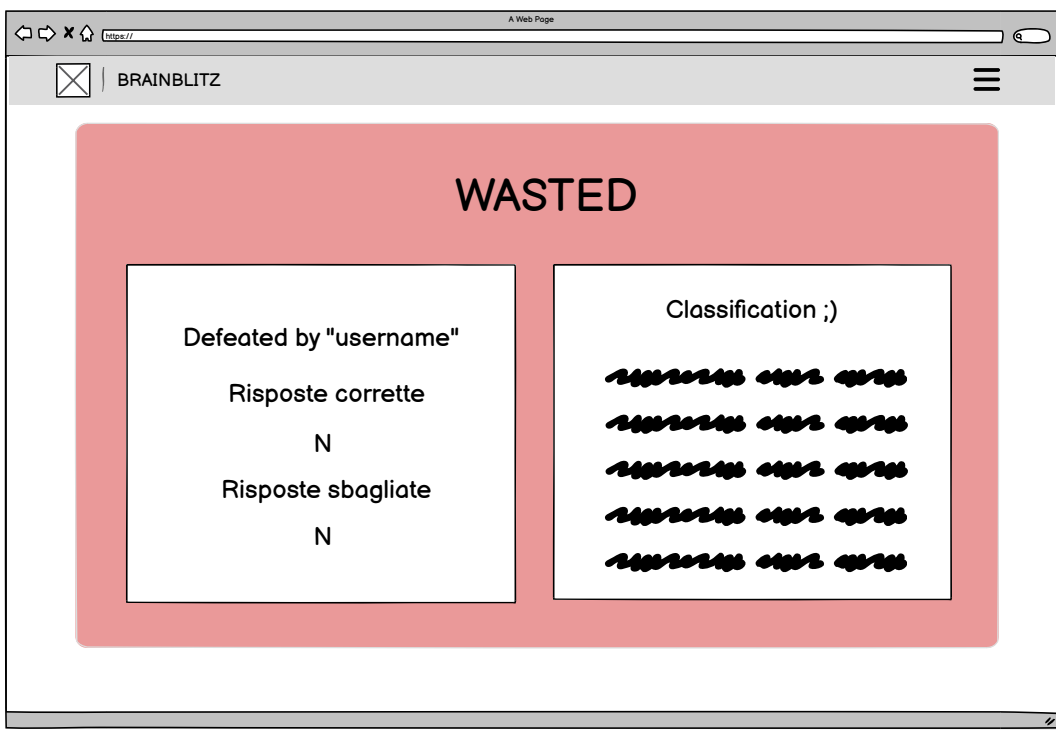 A Web Page
https://
BRAINBLITZ
WASTED
Defeated by "username"
Risposte corrette
N
Risposte sbagliate
N
Classification ;)